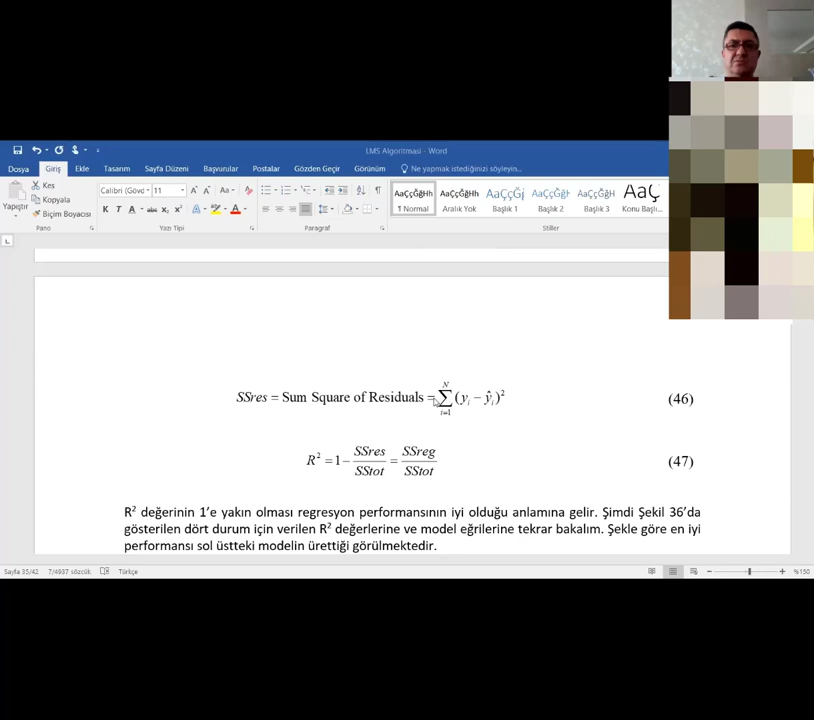 LMS Algoritmasi - Word
Dosya Giriş Ekle Tasarım Sayfa Düzeni Başvurular Postalar Gözden Geçir Görünüm Ne yapmak istediğinizi söyleyin...
Yapıştır
Kes
Kopyala
Biçim Boyacısı
Calibri (Gövd 11
AaÇçĞğHh AaÇçĞğHh AaÇçĞğ AaÇçĞğH AaÇçĞğH AaÇ
¶ Normal Aralık Yok Başlık 1 Başlık 2 Başlık 3 Konu Başlı...
Pano Yazı Tipi Paragraf Stiller
SSres = Sum Square of Residuals = ∑_{i=1}^{N} (y_i − ŷ_i)² (46)
R² = 1 − SSres/SStot = SSreg/SStot (47)
R² değerinin 1'e yakın olması regresyon performansının iyi olduğu anlamına gelir. Şimdi Şekil 36'da
gösterilen dört durum için verilen R² değerlerine ve model eğrilerine tekrar bakalım. Şekle göre en iyi
performansı sol üstteki modelin ürettiği görülmektedir.
Sayfa 35/42 7/4937 sözcük Türkçe %150